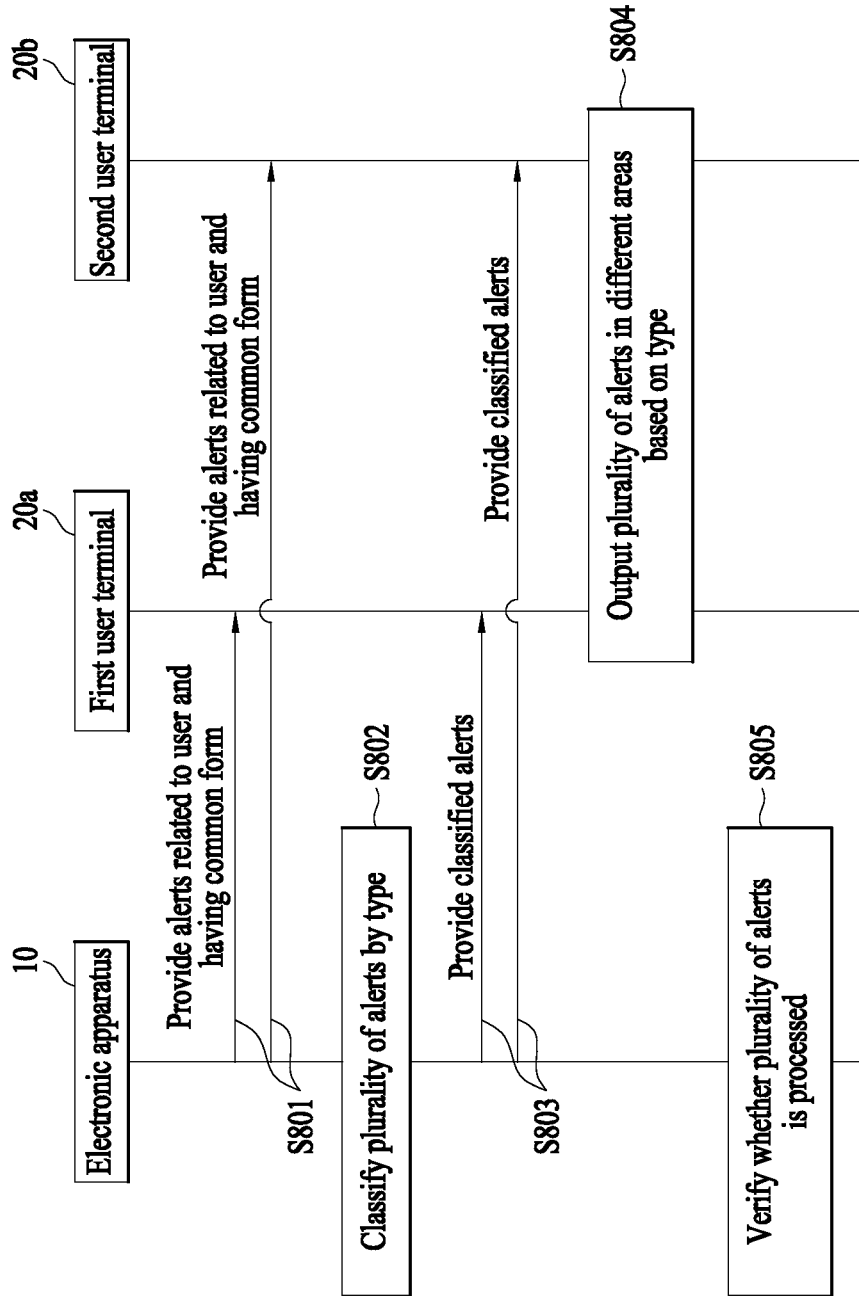 10
20a
20b
Electronic apparatus
First user terminal
Second user terminal
Provide alerts related to user and
having common form
Provide alerts related to user and
having common form
S801
Classify plurality of alerts by type
S802
Provide classified alerts
Provide classified alerts
S803
Output plurality of alerts in different areas
based on type
S804
Verify whether plurality of alerts
is processed
S805